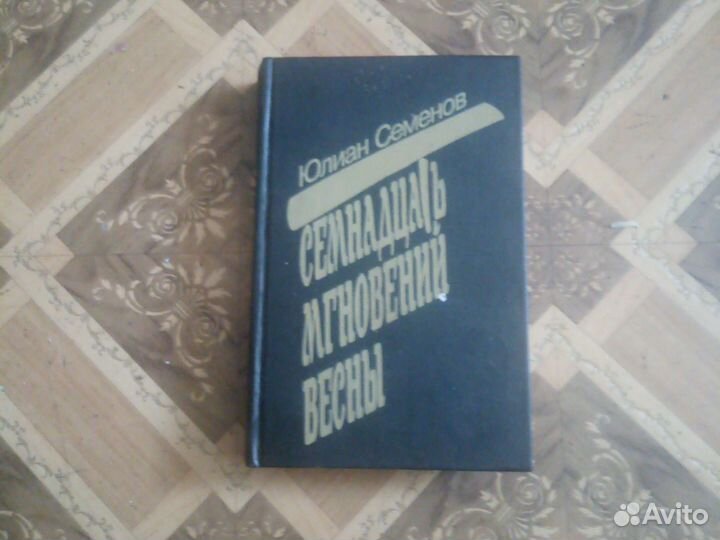 Юлиан Семенов
СЕМНАДЦАТЬ
МГНОВЕНИЙ
ВЕСНЫ
Avito